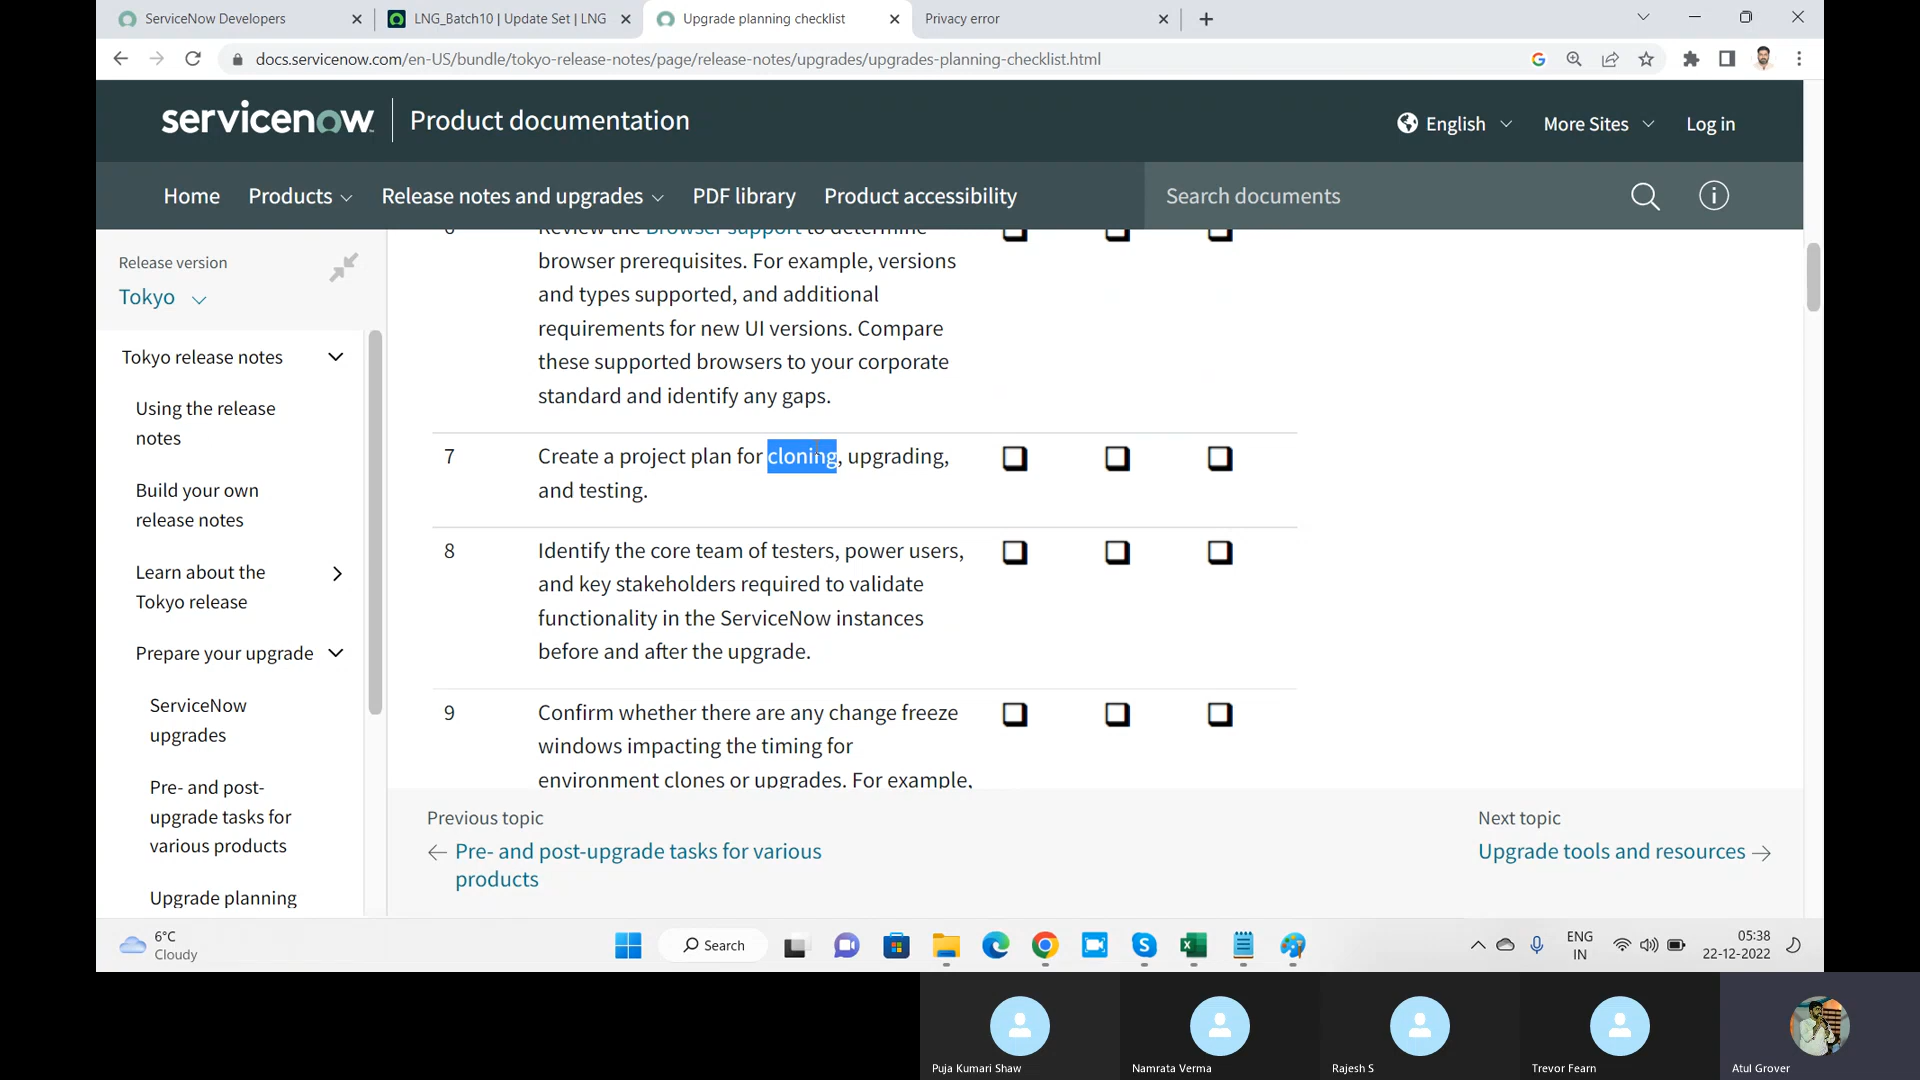 ServiceNow Developers
LNG_Batch10 | Update Set | LNG
Upgrade planning checklist
Privacy error
docs.servicenow.com/en-US/bundle/tokyo-release-notes/page/release-notes/upgrades/upgrades-planning-checklist.html
servicenow
Product documentation
English
More Sites
Log in
Home
Products
Release notes and upgrades
PDF library
Product accessibility
Search documents
Release version
Tokyo
Tokyo release notes
Using the release
notes
Build your own
release notes
Learn about the
Tokyo release
Prepare your upgrade
ServiceNow
upgrades
Pre- and post-
upgrade tasks for
various products
Upgrade planning
6 Review the Browser support to determine
browser prerequisites. For example, versions
and types supported, and additional
requirements for new UI versions. Compare
these supported browsers to your corporate
standard and identify any gaps.
7 Create a project plan for cloning, upgrading,
and testing.
8 Identify the core team of testers, power users,
and key stakeholders required to validate
functionality in the ServiceNow instances
before and after the upgrade.
9 Confirm whether there are any change freeze
windows impacting the timing for
environment clones or upgrades. For example,
Previous topic
← Pre- and post-upgrade tasks for various
products
Next topic
Upgrade tools and resources →
6°C
Cloudy
Search
ENG
IN
05:38
22-12-2022
Puja Kumari Shaw
Namrata Verma
Rajesh S
Trevor Fearn
Atul Grover